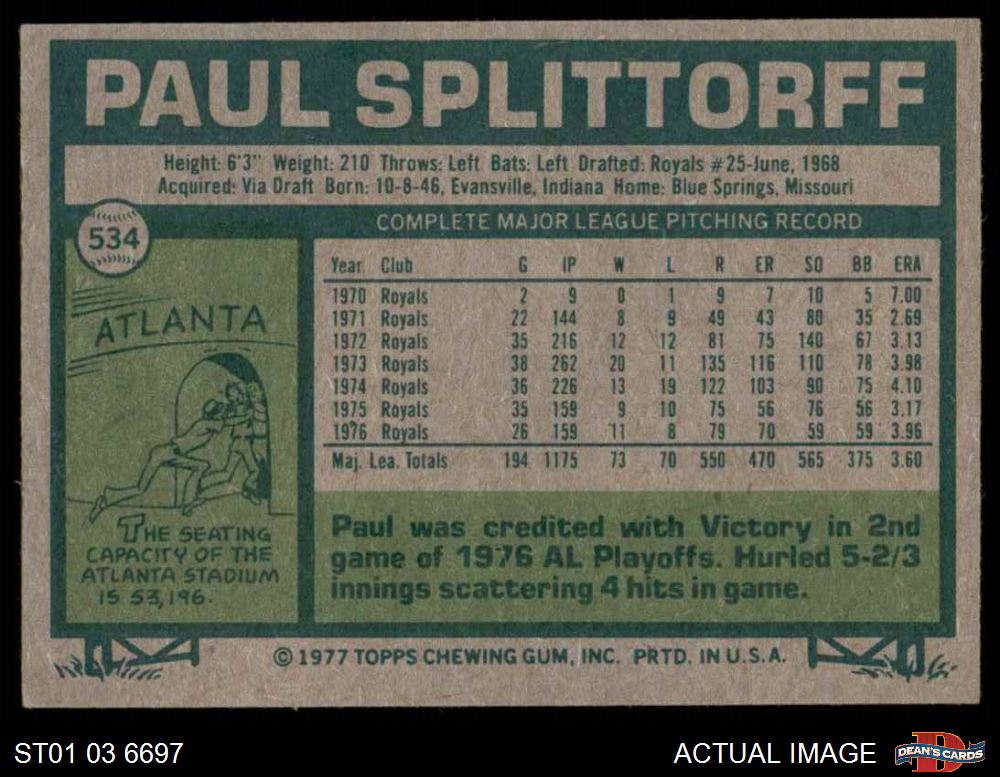 PAUL SPLITTORFF
Height: 6'3" Weight: 210 Throws: Left Bats: Left Drafted: Royals #25-June, 1968
Acquired: Via Draft Born: 10-8-46, Evansville, Indiana Home: Blue Springs, Missouri
534
COMPLETE MAJOR LEAGUE PITCHING RECORD
Year Club G IP W L R ER SO BB ERA
1970 Royals 2 9 0 1 9 7 10 5 7.00
1971 Royals 22 144 8 9 49 43 80 35 2.69
1972 Royals 35 216 12 12 81 75 140 67 3.13
1973 Royals 38 262 20 11 135 116 110 78 3.98
1974 Royals 36 226 13 19 122 103 90 75 4.10
1975 Royals 35 159 9 10 75 56 76 56 3.17
1976 Royals 26 159 11 8 79 70 59 59 3.96
Maj. Lea. Totals 194 1175 73 70 550 470 565 375 3.60
ATLANTA
THE SEATING
CAPACITY OF THE
ATLANTA STADIUM
IS 53,196.
Paul was credited with Victory in 2nd
game of 1976 AL Playoffs. Hurled 5-2/3
innings scattering 4 hits in game.
© 1977 TOPPS CHEWING GUM, INC. PRTD. IN U.S.A.
ST01 03 6697
ACTUAL IMAGE
D
DEAN'S CARDS